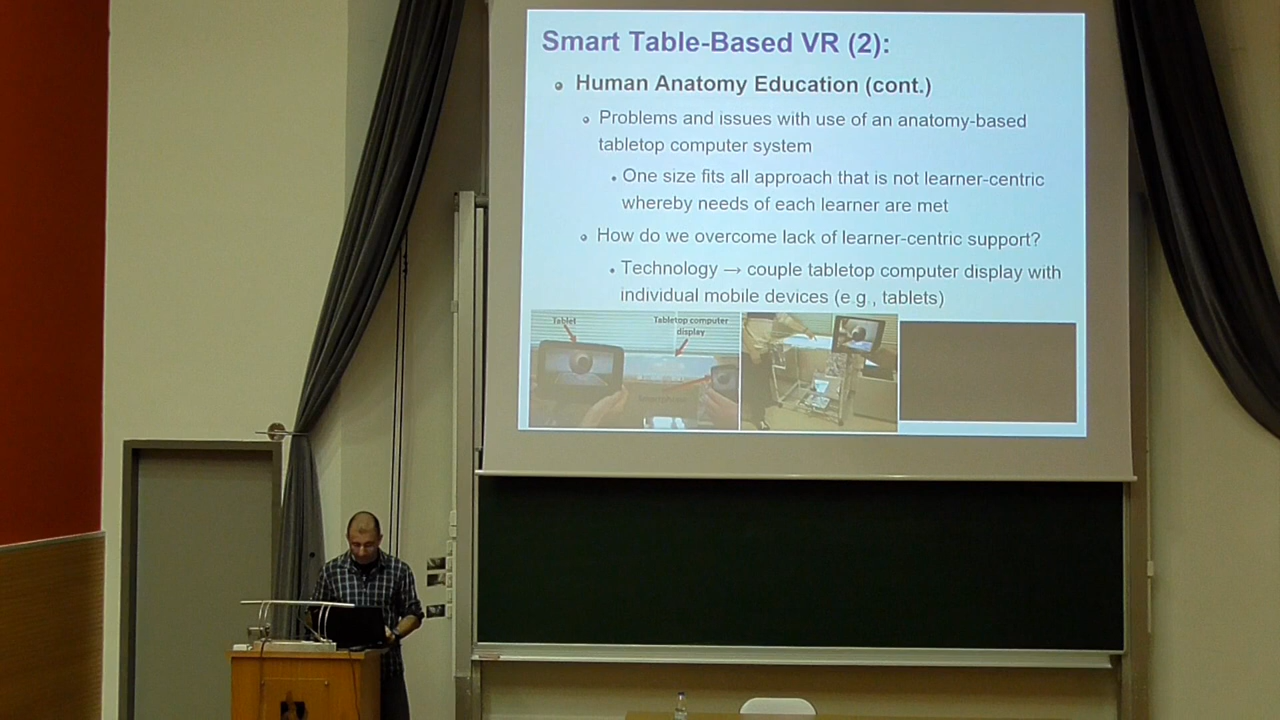 Smart Table-Based VR (2):
Human Anatomy Education (cont.)
Problems and issues with use of an anatomy-based
tabletop computer system
One size fits all approach that is not learner-centric
whereby needs of each learner are met
How do we overcome lack of learner-centric support?
Technology → couple tabletop computer display with
individual mobile devices (e.g., tablets)
Tablet
Tabletop computer
display